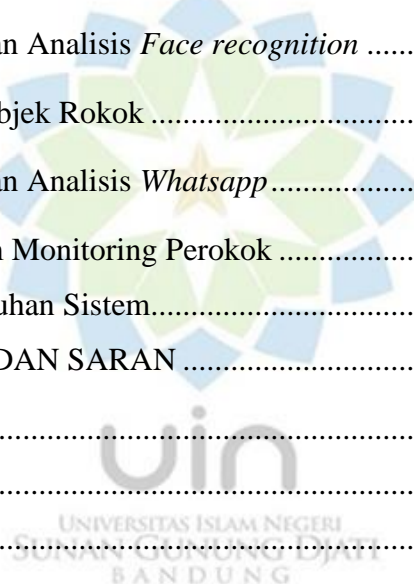 an Analisis Face recognition ......
bjek Rokok ................................
an Analisis Whatsapp.................
n Monitoring Perokok ...............
uhan Sistem................................
DAN SARAN ............................
..................................................
..................................................
..................................................
uin
UNIVERSITAS ISLAM NEGERI
SUNAN GUNUNG DJATI
BANDUNG